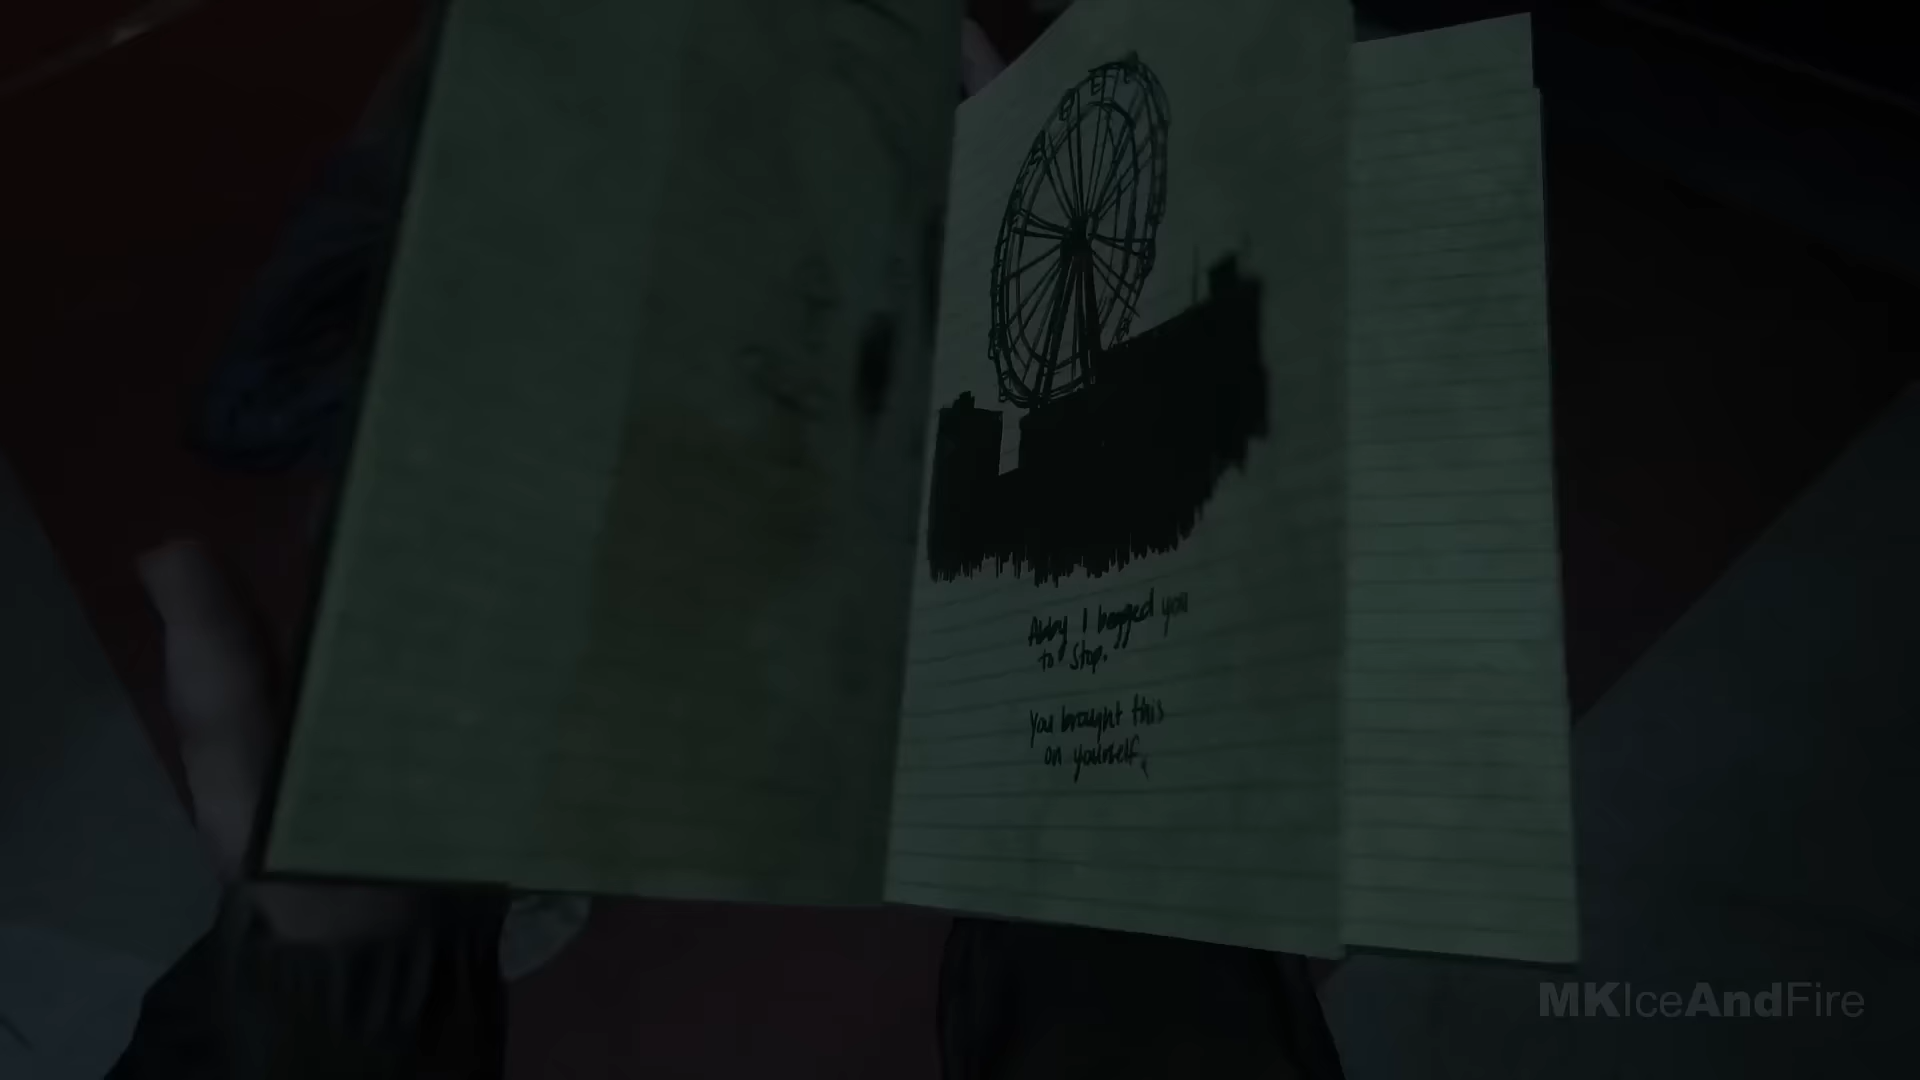 Abby I begged you
to stop.
You brought this
on yourself.
MKIceAndFire